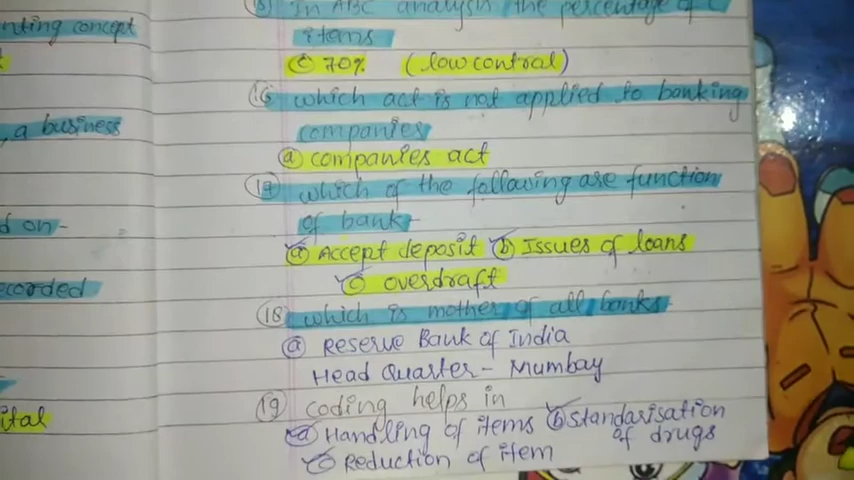 nting concept
, a business
d on-
ecorded
ital
(15) In ABC analysis the percentage of C
items
(c) 70% (low control)
(16) which act is not applied to banking
companies
(a) companies act
(17) which of the following are function
of bank-
(a) Accept deposit (b) Issues of loans
(c) overdraft
(18) which is mother of all banks-
(a) Reserve Bank of India
Head Quarter - Mumbay
(19) coding helps in
(a) Handling of items (b) Standarisation
of drugs
(c) Reduction of item